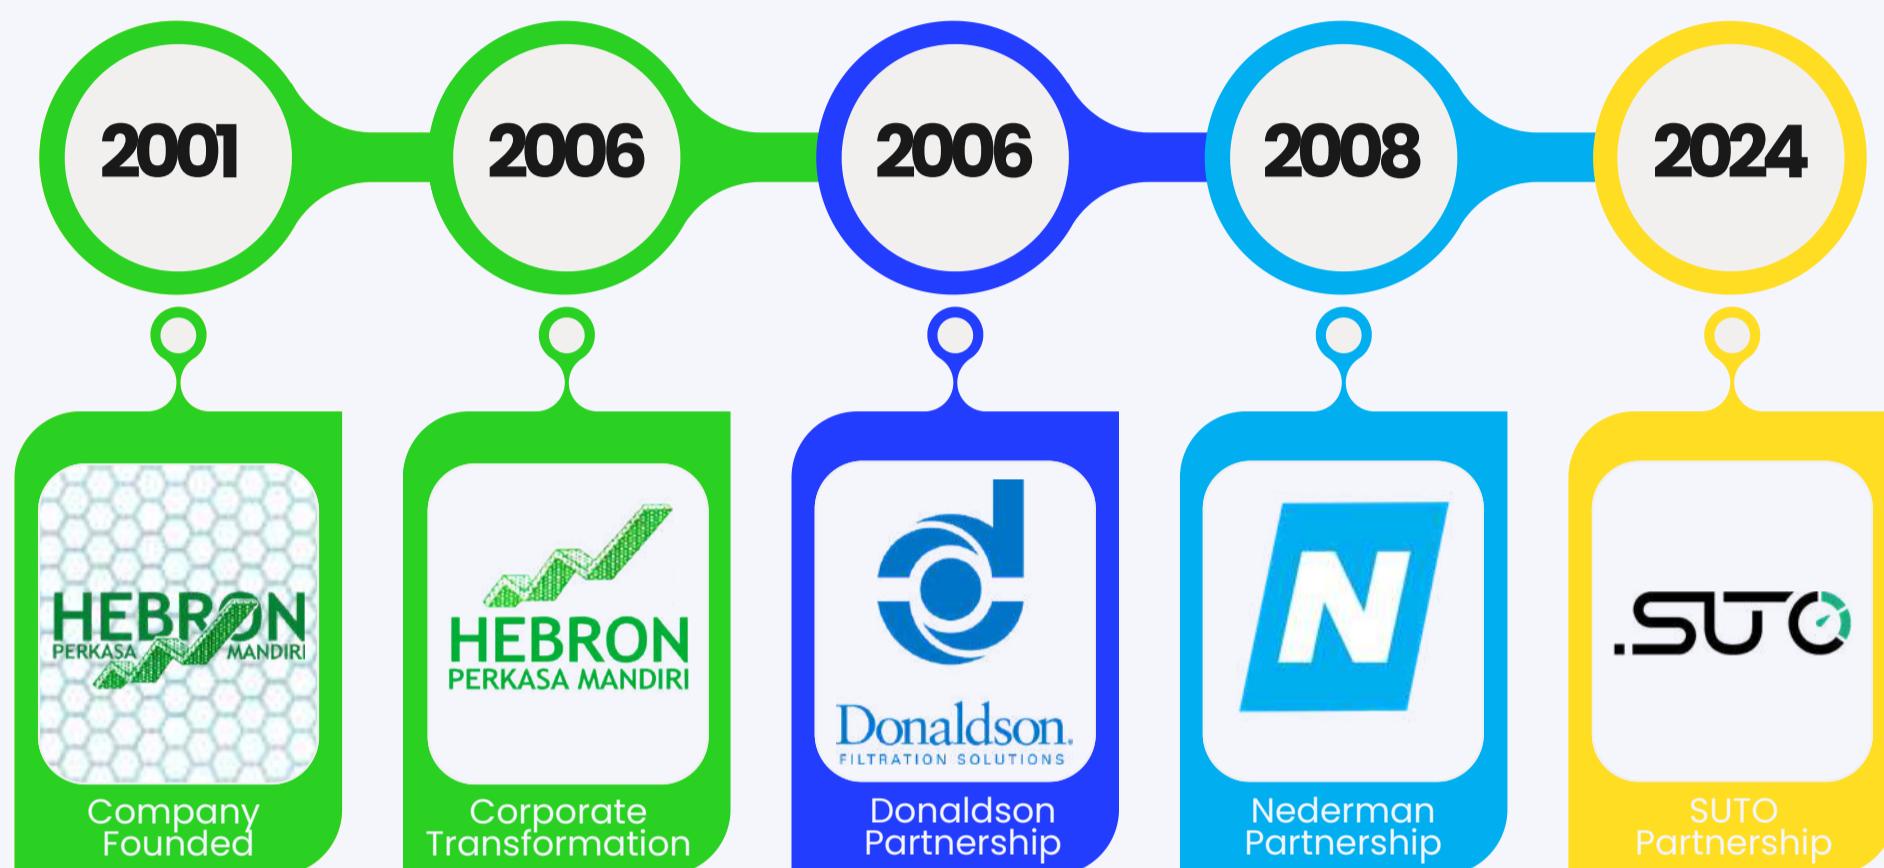 2001
2006
2006
2008
2024
HEBRON
PERKASA MANDIRI
Company
Founded
HEBRON
PERKASA MANDIRI
Corporate
Transformation
Donaldson.
FILTRATION SOLUTIONS
Donaldson
Partnership
N
Nederman
Partnership
.SUTO
SUTO
Partnership